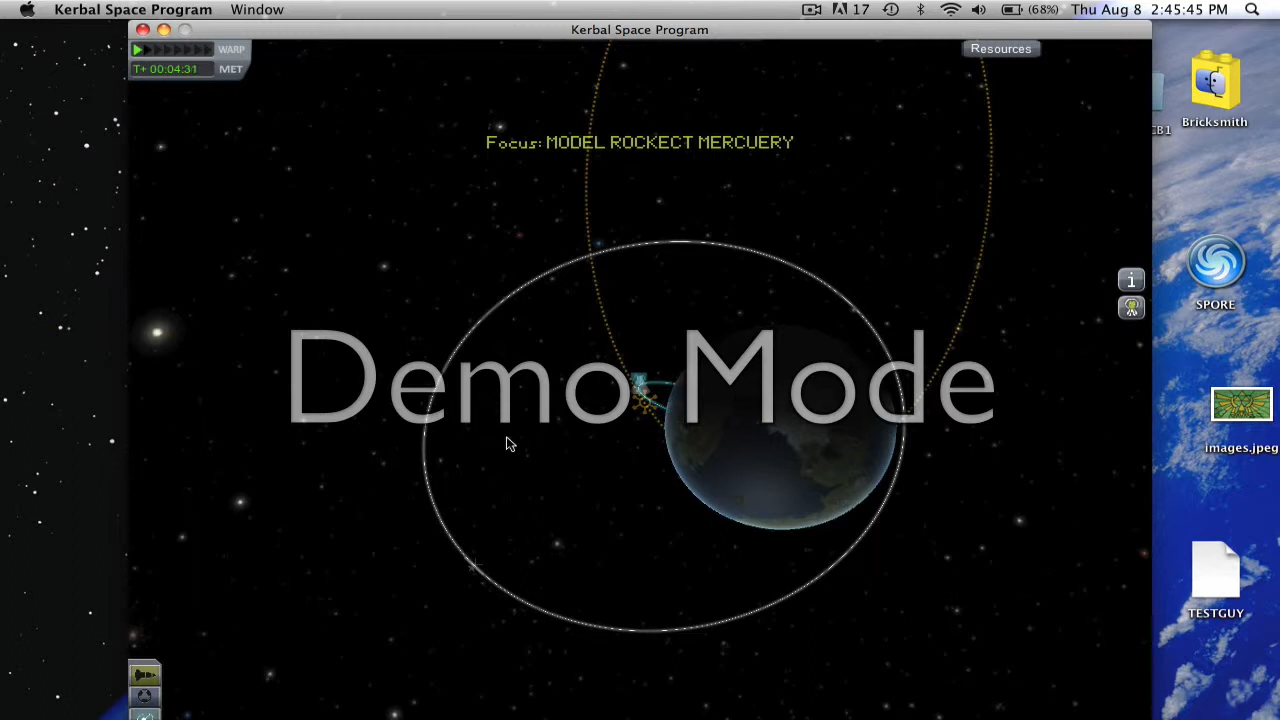 Kerbal Space Program Window 17 (68%) Thu Aug 8 2:45:45 PM
Kerbal Space Program
WARP
Resources
T+ 00:04:31 MET
Focus: MODEL ROCKECT MERCUERY
CB1
Bricksmith
i
SPORE
Demo Mode
images.jpeg
TESTGUY